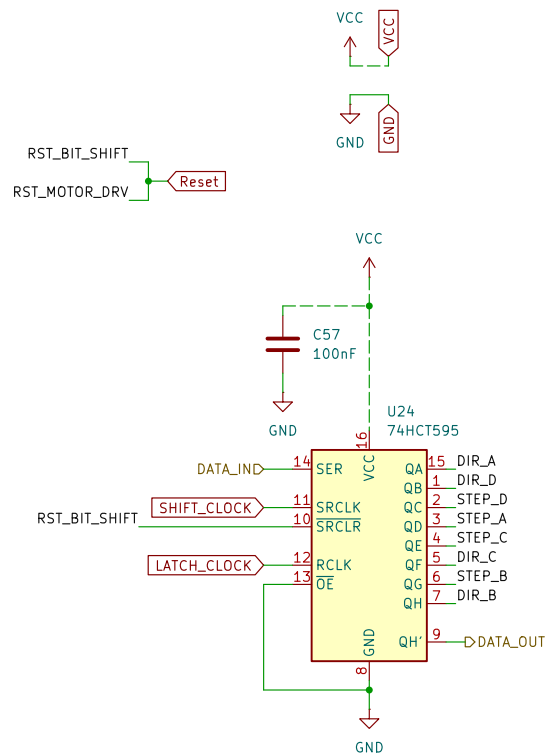 VCC
VCC
GND
GND
RST_BIT_SHIFT
RST_MOTOR_DRV
Reset
VCC
C57
100nF
GND
U24
74HCT595
16
VCC
DATA_IN 14 SER QA 15 DIR_A
QB 1 DIR_D
SHIFT_CLOCK 11 SRCLK QC 2 STEP_D
RST_BIT_SHIFT 10 SRCLR QD 3 STEP_A
QE 4 STEP_C
LATCH_CLOCK 12 RCLK QF 5 DIR_C
13 OE QG 6 STEP_B
QH 7 DIR_B
GND QH' 9 DATA_OUT
8
GND